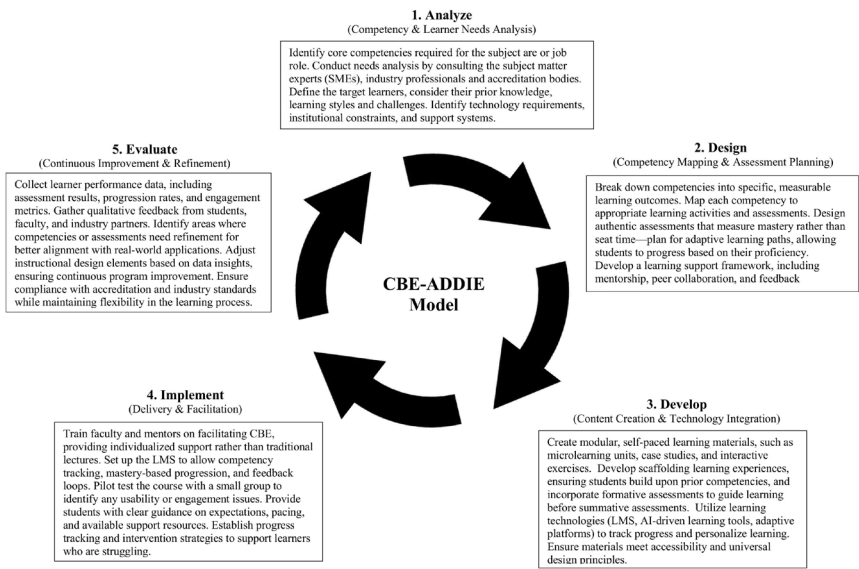 1. Analyze
(Competency & Learner Needs Analysis)
Identify core competencies required for the subject are or job
role. Conduct needs analysis by consulting the subject matter
experts (SMEs), industry professionals and accreditation bodies.
Define the target learners, consider their prior knowledge,
learning styles and challenges. Identify technology requirements,
institutional constraints, and support systems.
2. Design
(Competency Mapping & Assessment Planning)
Break down competencies into specific, measurable
learning outcomes. Map each competency to
appropriate learning activities and assessments. Design
authentic assessments that measure mastery rather than
seat time—plan for adaptive learning paths, allowing
students to progress based on their proficiency.
Develop a learning support framework, including
mentorship, peer collaboration, and feedback
3. Develop
(Content Creation & Technology Integration)
Create modular, self-paced learning materials, such as
microlearning units, case studies, and interactive
exercises. Develop scaffolding learning experiences,
ensuring students build upon prior competencies, and
incorporate formative assessments to guide learning
before summative assessments. Utilize learning
technologies (LMS, AI-driven learning tools, adaptive
platforms) to track progress and personalize learning.
Ensure materials meet accessibility and universal
design principles.
4. Implement
(Delivery & Facilitation)
Train faculty and mentors on facilitating CBE,
providing individualized support rather than traditional
lectures. Set up the LMS to allow competency
tracking, mastery-based progression, and feedback
loops. Pilot test the course with a small group to
identify any usability or engagement issues. Provide
students with clear guidance on expectations, pacing,
and available support resources. Establish progress
tracking and intervention strategies to support learners
who are struggling.
5. Evaluate
(Continuous Improvement & Refinement)
Collect learner performance data, including
assessment results, progression rates, and engagement
metrics. Gather qualitative feedback from students,
faculty, and industry partners. Identify areas where
competencies or assessments need refinement for
better alignment with real-world applications. Adjust
instructional design elements based on data insights,
ensuring continuous program improvement. Ensure
compliance with accreditation and industry standards
while maintaining flexibility in the learning process.
CBE-ADDIE
Model